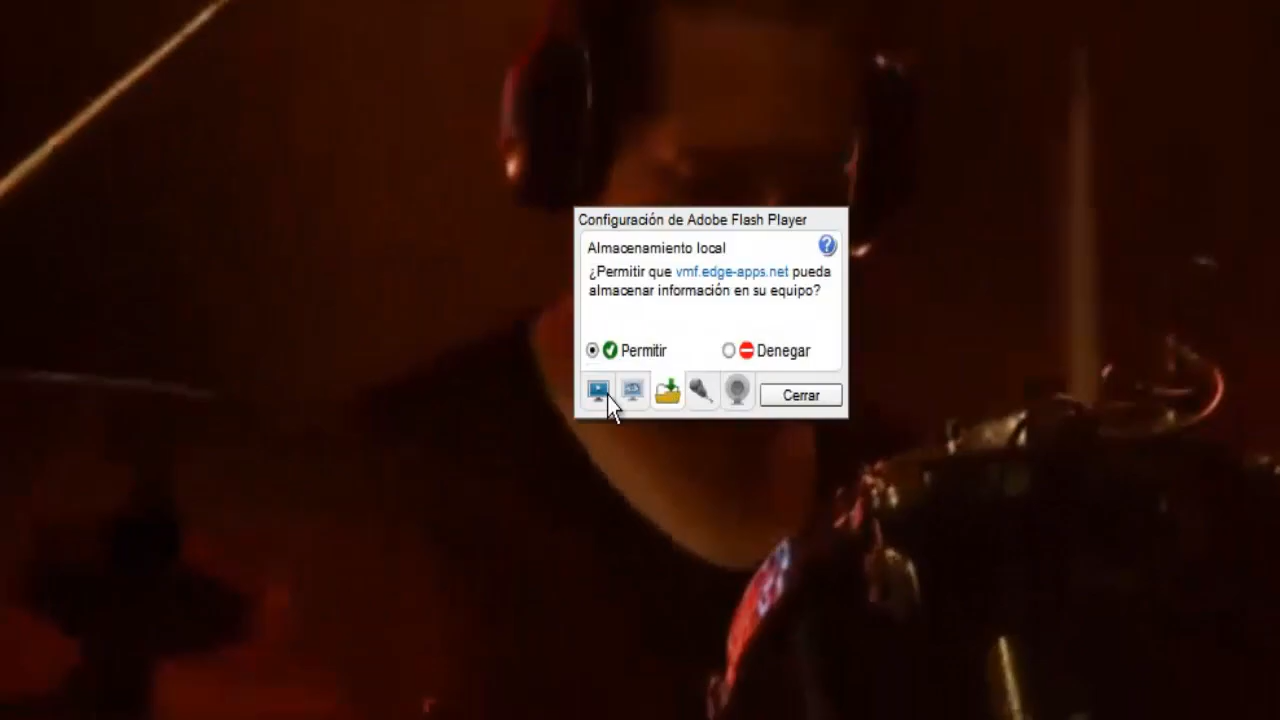 Configuración de Adobe Flash Player
Almacenamiento local
¿Permitir que vmf.edge-apps.net pueda
almacenar información en su equipo?
Permitir
Denegar
Cerrar